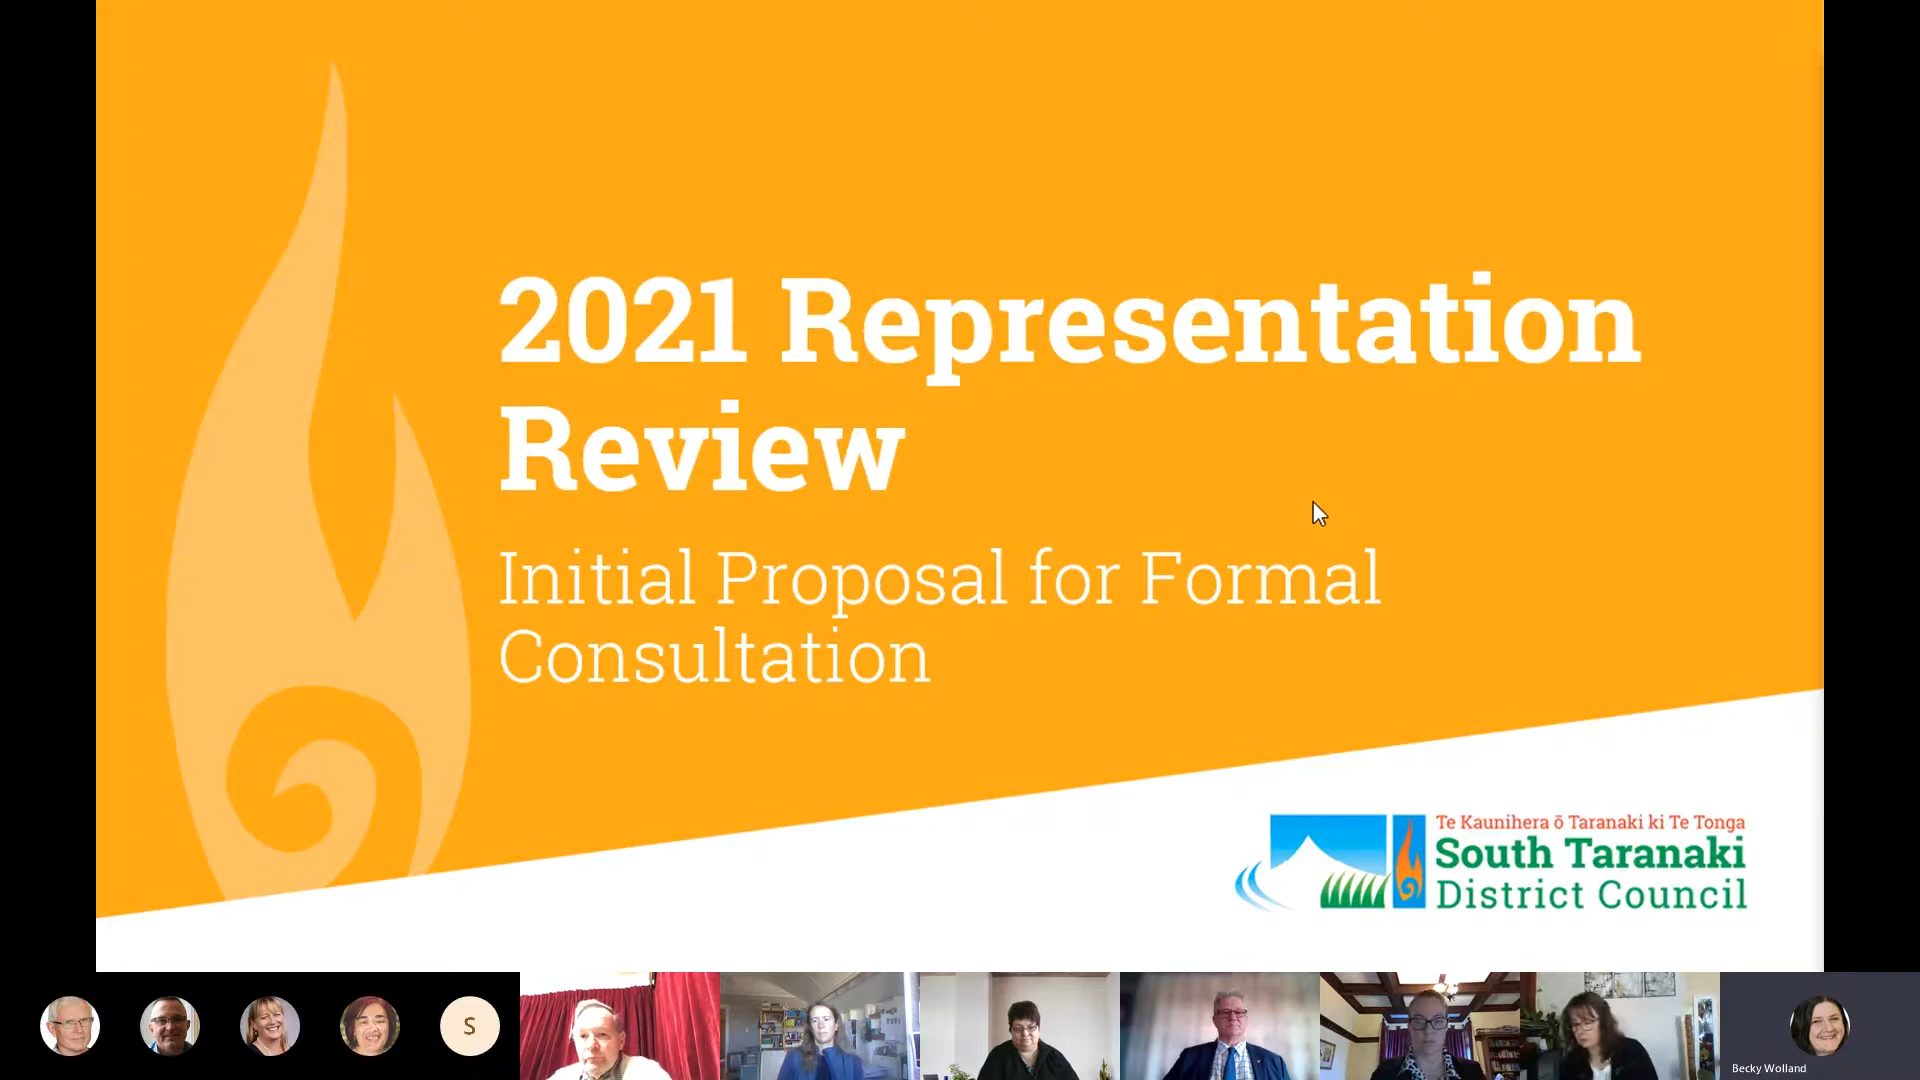 2021 Representation
Review
Initial Proposal for Formal
Consultation
Te Kaunihera ō Taranaki ki Te Tonga
South Taranaki
District Council
S
Becky Wolland